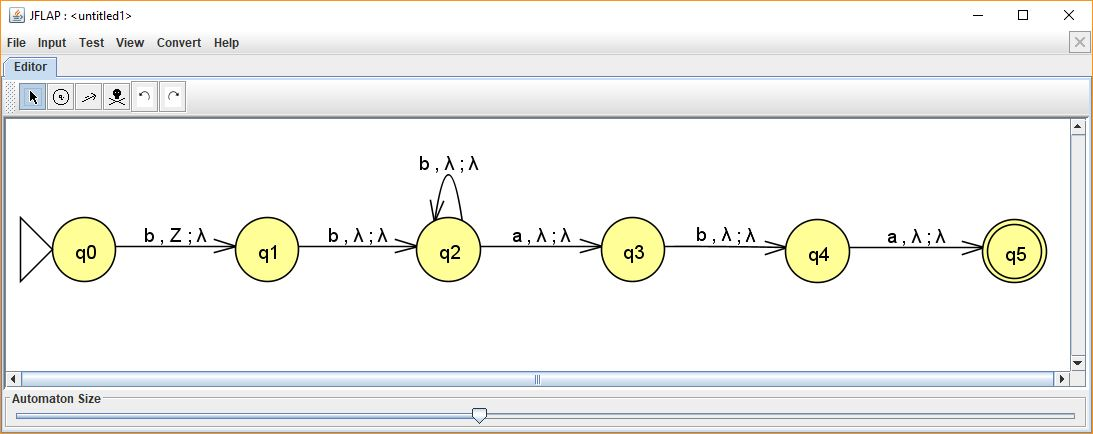 JFLAP : <untitled1>
File Input Test View Convert Help
Editor
b , λ ; λ
b , Z ; λ b , λ ; λ a , λ ; λ b , λ ; λ a , λ ; λ
q0 q1 q2 q3 q4 q5
Automaton Size